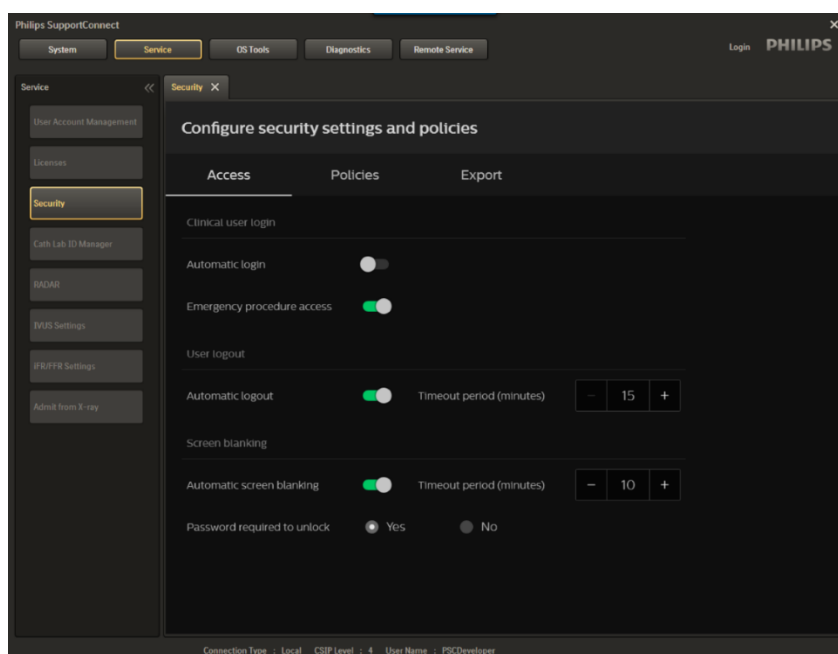 Philips SupportConnect
System Service OS Tools Diagnostics Remote Service Login PHILIPS
Service
User Account Management
Licenses
Security
Cath Lab ID Manager
RADAR
IVUS Settings
iFR/FFR Settings
Admit from X-ray
Security
Configure security settings and policies
Access Policies Export
Clinical user login
Automatic login
Emergency procedure access
User logout
Automatic logout Timeout period (minutes) − 15 +
Screen blanking
Automatic screen blanking Timeout period (minutes) − 10 +
Password required to unlock Yes No
Connection Type : Local CSIP Level : 4 User Name : PSCDeveloper